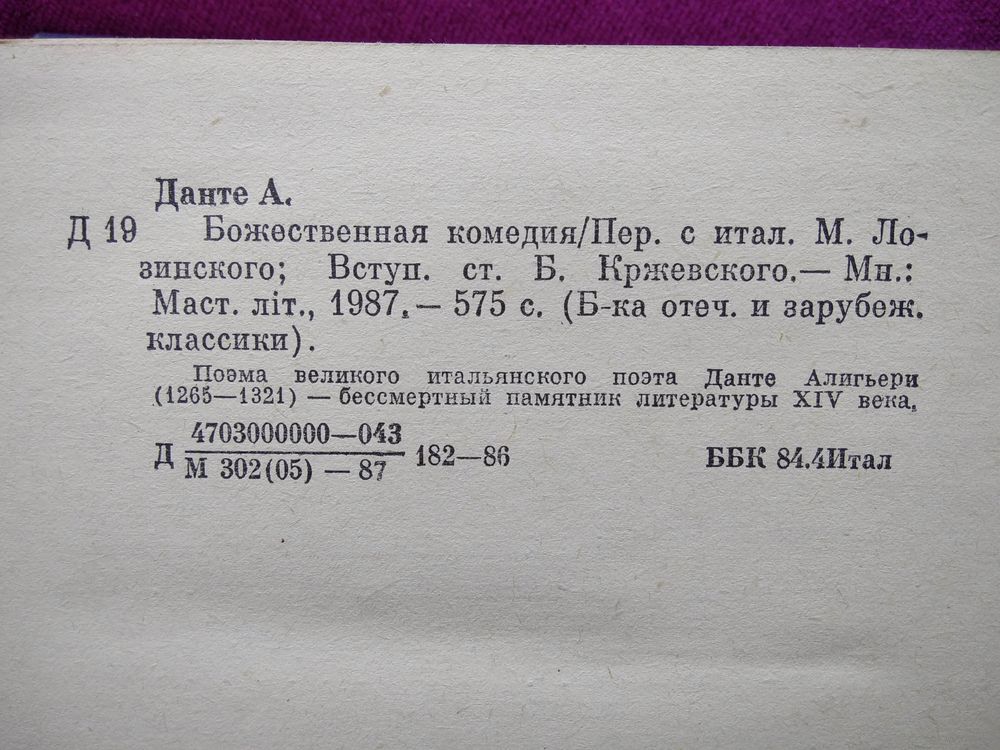 Данте А.
Д 19 Божественная комедия/Пер. с итал. М. Ло-
зинского; Вступ. ст. Б. Кржевского.— Мн.:
Маст. літ., 1987.— 575 с. (Б-ка отеч. и зарубеж.
классики).
Поэма великого итальянского поэта Данте Алигьери
(1265—1321) — бессмертный памятник литературы XIV века.
4703000000—043
Д М 302(05) — 87 182—86 ББК 84.4Итал